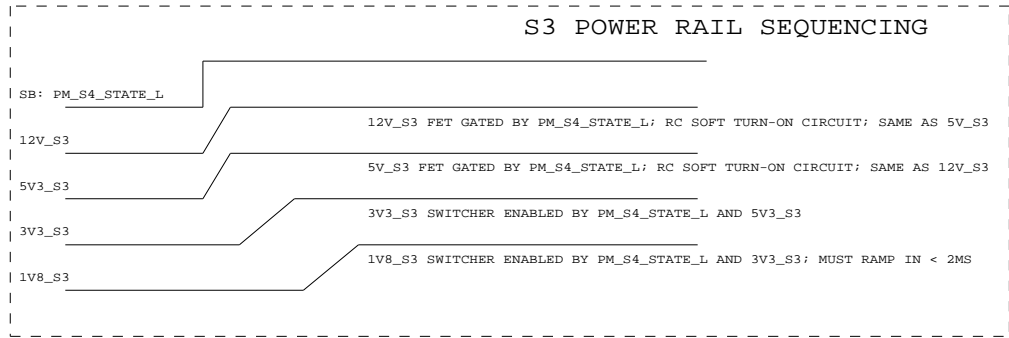 S3 POWER RAIL SEQUENCING
SB: PM_S4_STATE_L
12V_S3 FET GATED BY PM_S4_STATE_L; RC SOFT TURN-ON CIRCUIT; SAME AS 5V_S3
12V_S3
5V_S3 FET GATED BY PM_S4_STATE_L; RC SOFT TURN-ON CIRCUIT; SAME AS 12V_S3
5V3_S3
3V3_S3 SWITCHER ENABLED BY PM_S4_STATE_L AND 5V3_S3
3V3_S3
1V8_S3 SWITCHER ENABLED BY PM_S4_STATE_L AND 3V3_S3; MUST RAMP IN < 2MS
1V8_S3